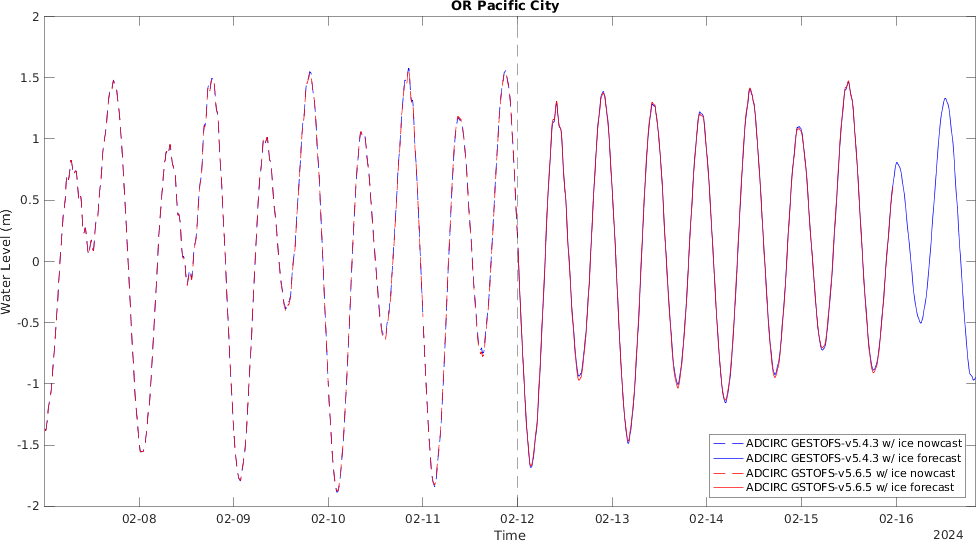 OR Pacific City
2
1.5
1
0.5
0
-0.5
-1
-1.5
-2
Water Level (m)
02-08 02-09 02-10 02-11 02-12 02-13 02-14 02-15 02-16
Time
2024
ADCIRC GESTOFS-v5.4.3 w/ ice nowcast
ADCIRC GESTOFS-v5.4.3 w/ ice forecast
ADCIRC GSTOFS-v5.6.5 w/ ice nowcast
ADCIRC GSTOFS-v5.6.5 w/ ice forecast